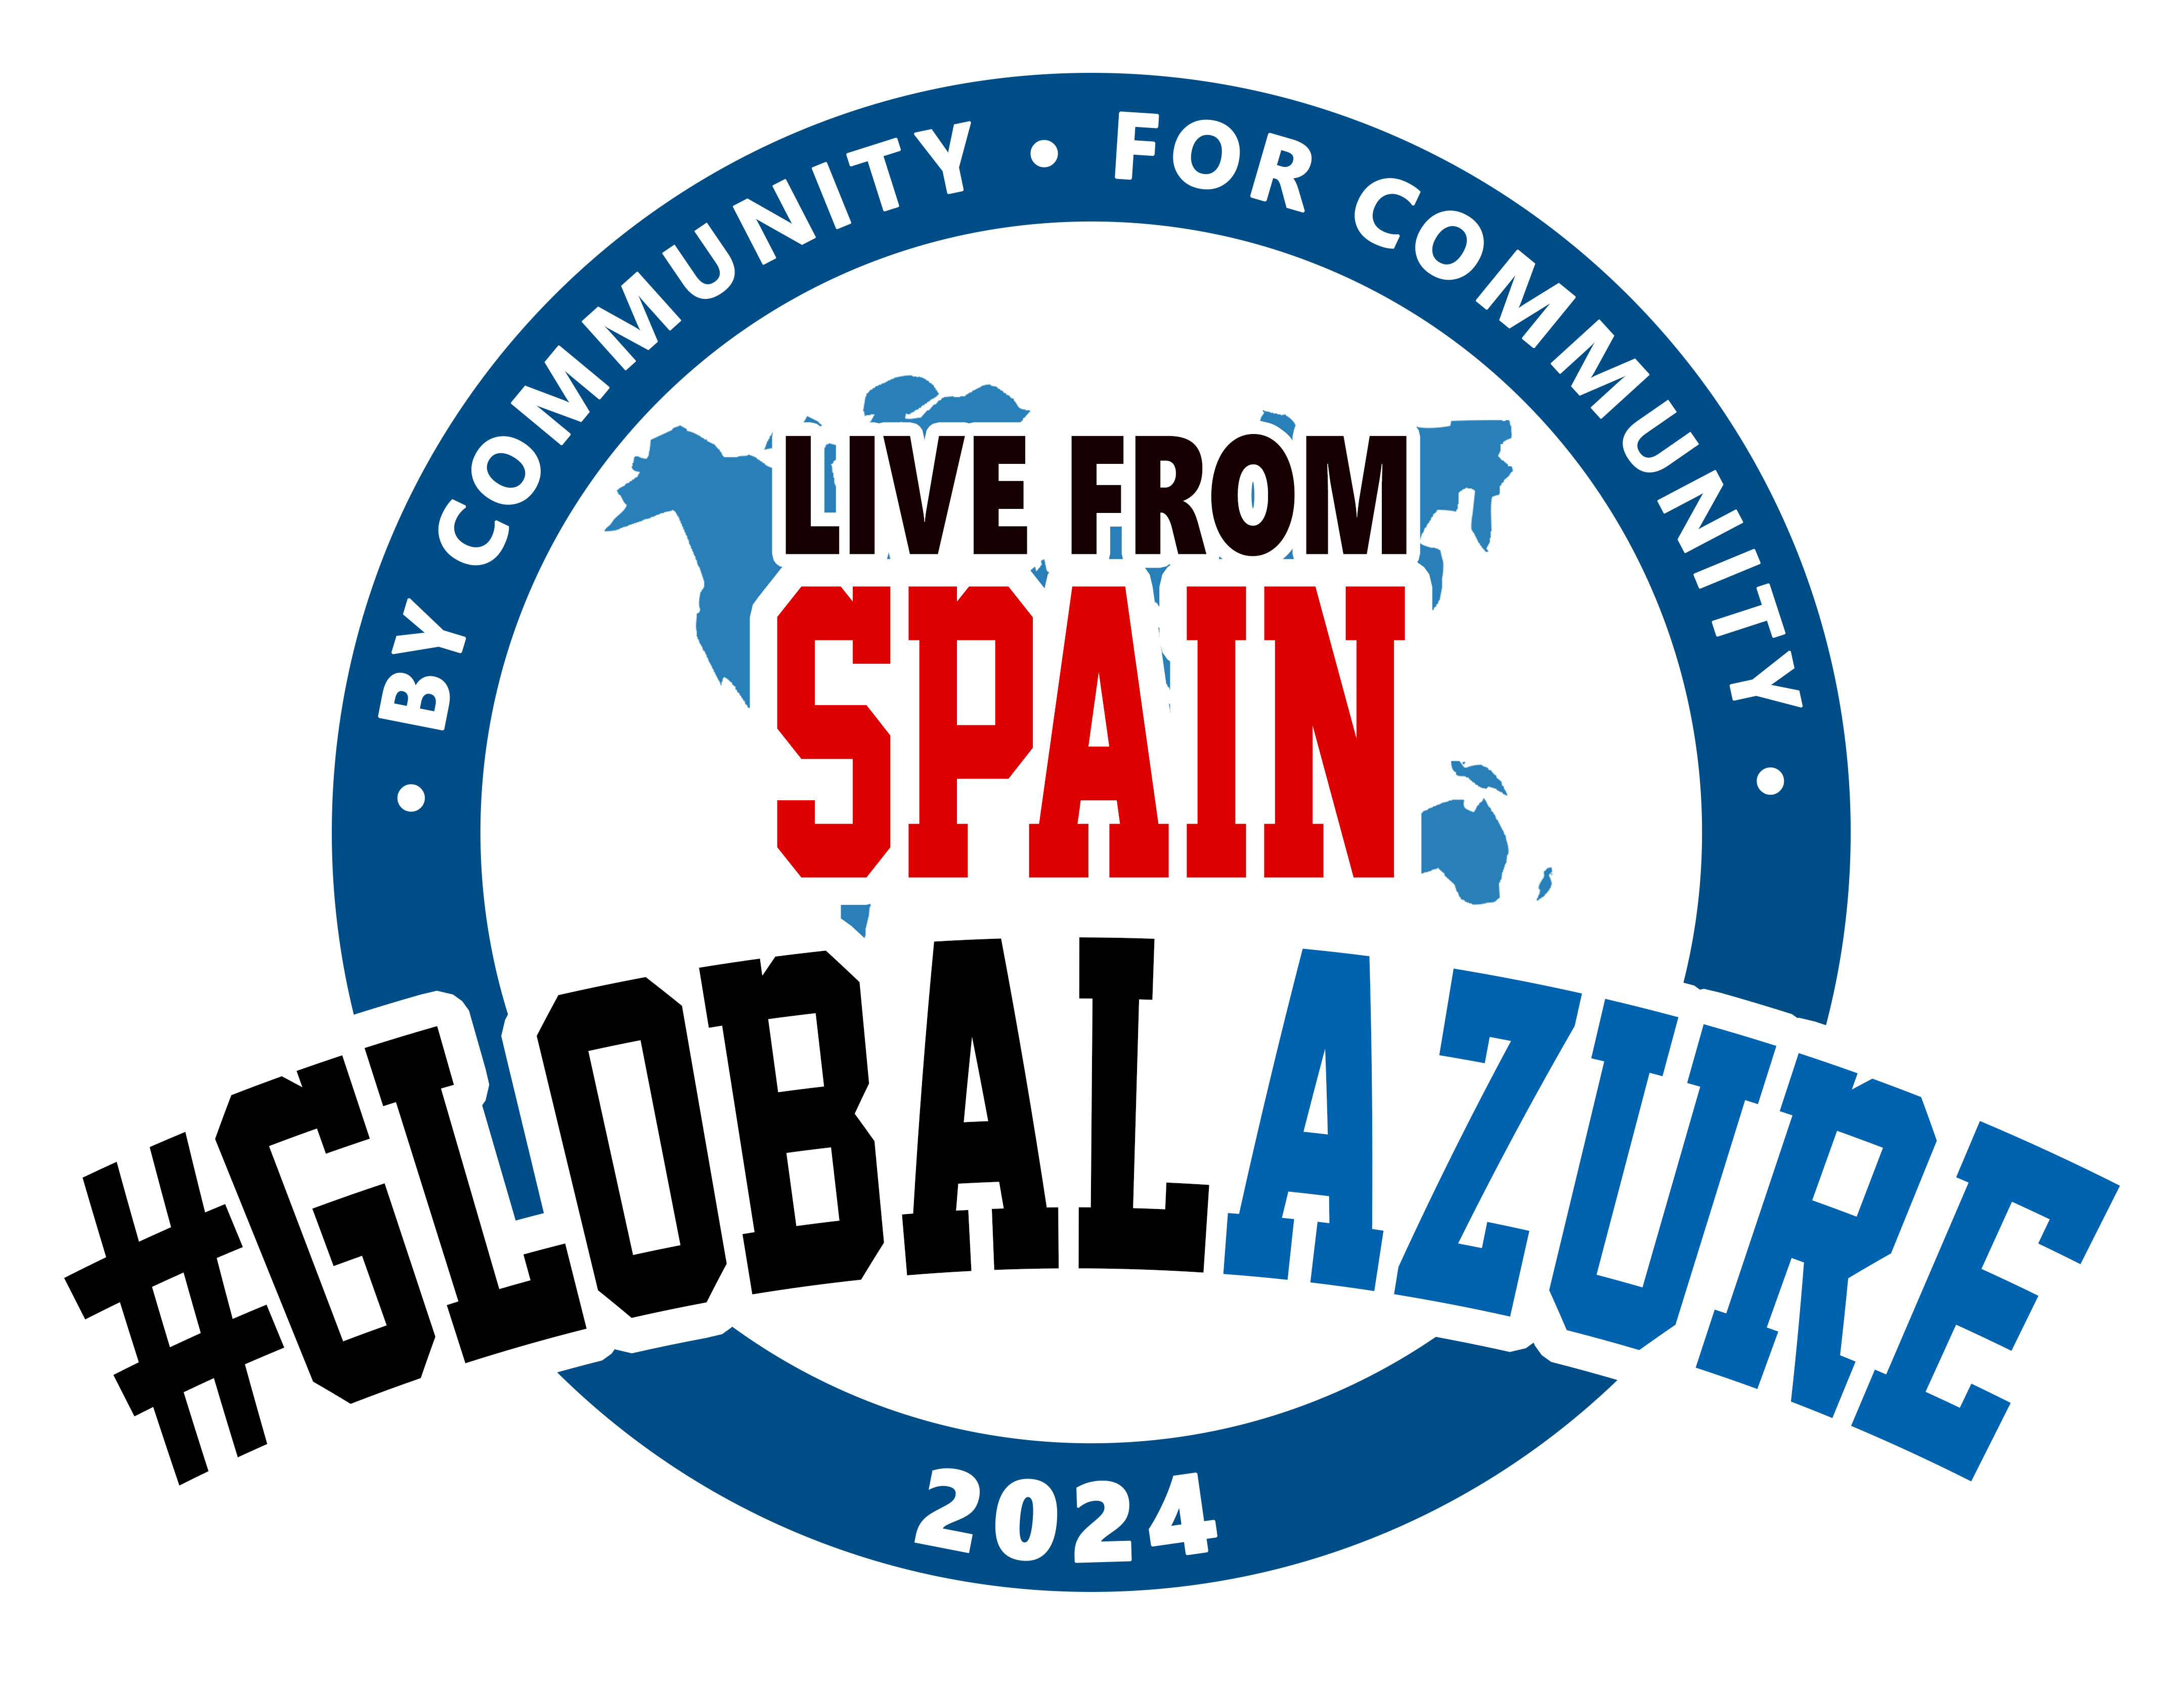 • BY COMMUNITY • FOR COMMUNITY •
LIVE FROM
SPAIN
#GLOBALAZURE
2024